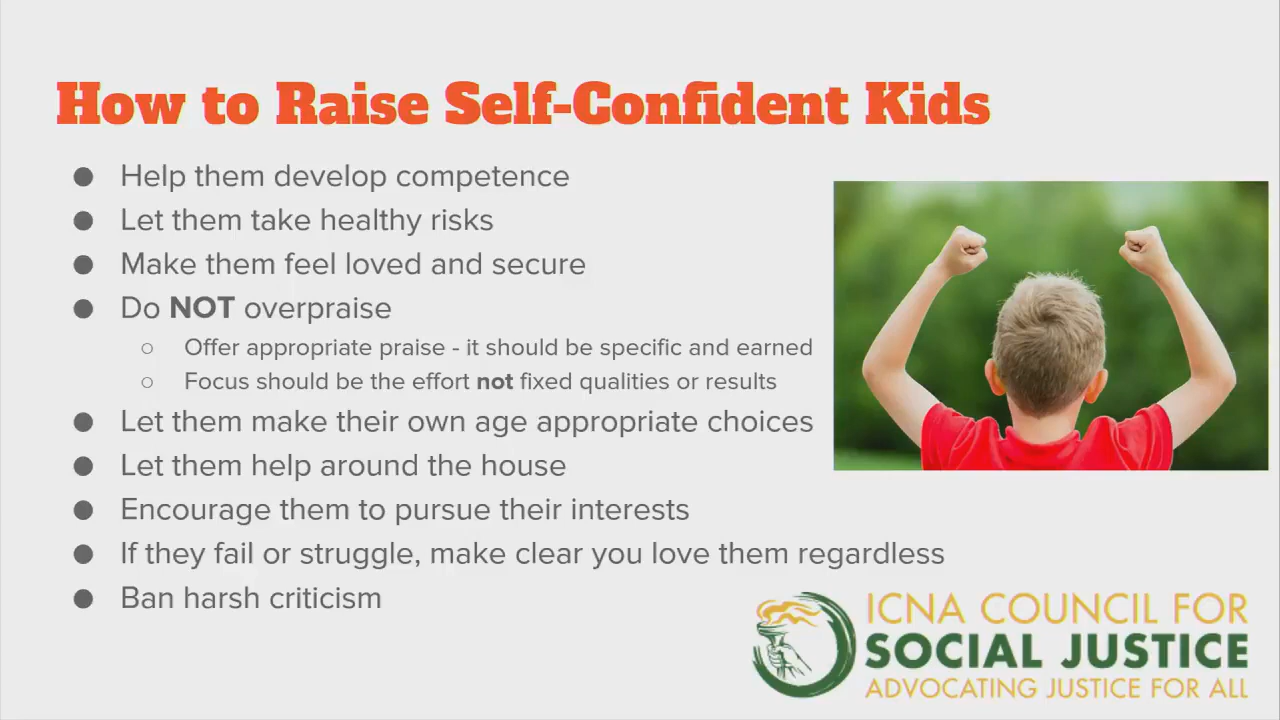 How to Raise Self-Confident Kids
● Help them develop competence
● Let them take healthy risks
● Make them feel loved and secure
● Do NOT overpraise
○ Offer appropriate praise - it should be specific and earned
○ Focus should be the effort not fixed qualities or results
● Let them make their own age appropriate choices
● Let them help around the house
● Encourage them to pursue their interests
● If they fail or struggle, make clear you love them regardless
● Ban harsh criticism
ICNA COUNCIL FOR
SOCIAL JUSTICE
ADVOCATING JUSTICE FOR ALL